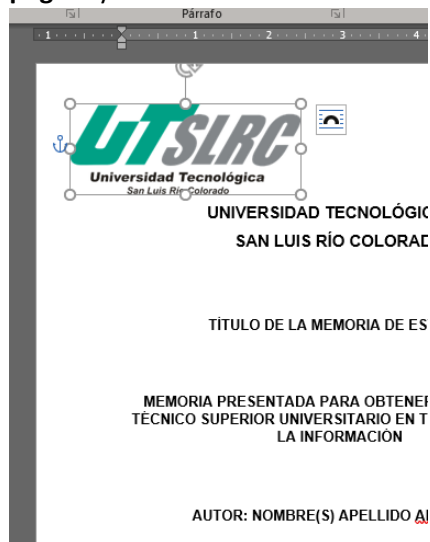 Párrafo
1 1 2 3 4
UTSLRC
Universidad Tecnológica
San Luis Río Colorado
UNIVERSIDAD TECNOLÓGIC
SAN LUIS RÍO COLORAD
TÍTULO DE LA MEMORIA DE ES
MEMORIA PRESENTADA PARA OBTENER
TÉCNICO SUPERIOR UNIVERSITARIO EN T
LA INFORMACIÓN
AUTOR: NOMBRE(S) APELLIDO